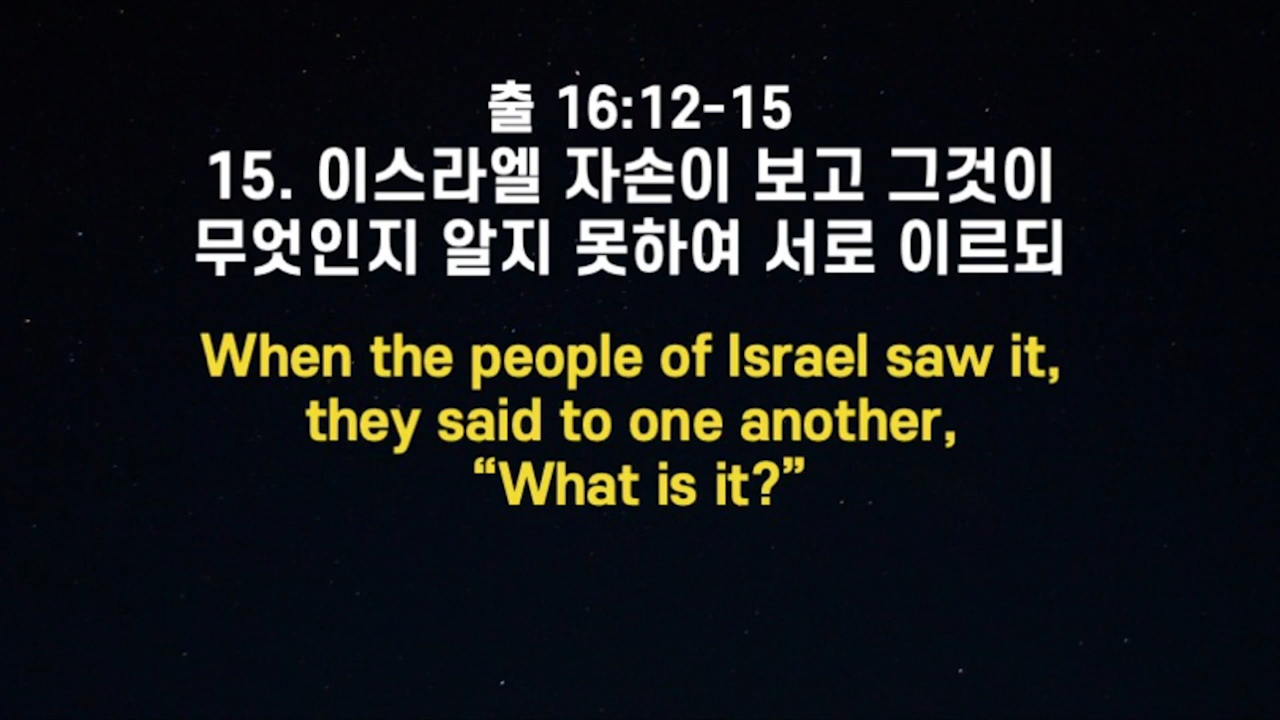 출 16:12-15
15. 이스라엘 자손이 보고 그것이
무엇인지 알지 못하여 서로 이르되
When the people of Israel saw it,
they said to one another,
“What is it?”